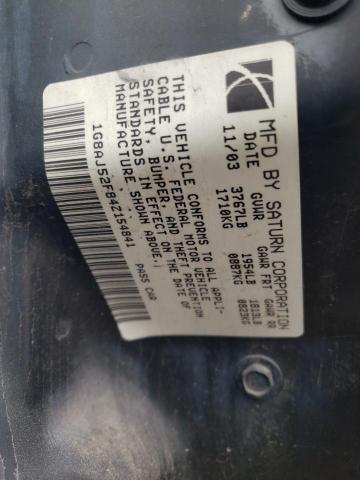 MFD BY SATURN CORPORATION
DATE GVWR GAWR FRT GAWR RR
11/03 3767LB 1954LB 1813LB
1710KG 0887KG 0823KG
THIS VEHICLE CONFORMS TO ALL APPLI-
CABLE U.S. FEDERAL MOTOR VEHICLE
SAFETY, BUMPER, AND THEFT PREVENTION
STANDARDS IN EFFECT ON THE DATE OF
MANUFACTURE SHOWN ABOVE.
1G8AJ52F84Z154841 PASS CAR